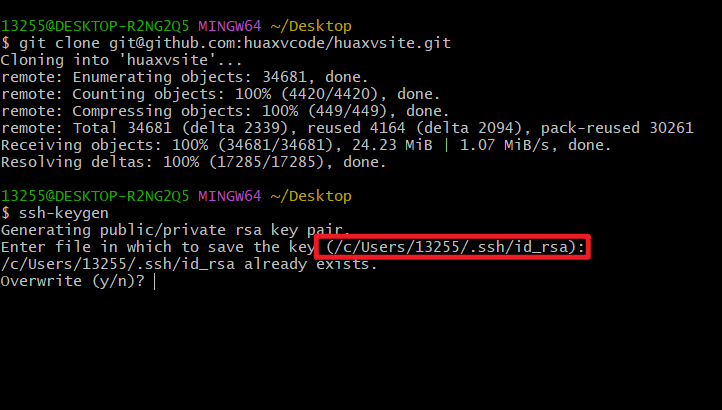 13255@DESKTOP-R2NG2Q5 MINGW64 ~/Desktop
$ git clone git@github.com:huaxvcode/huaxvsite.git
Cloning into 'huaxvsite'...
remote: Enumerating objects: 34681, done.
remote: Counting objects: 100% (4420/4420), done.
remote: Compressing objects: 100% (449/449), done.
remote: Total 34681 (delta 2339), reused 4164 (delta 2094), pack-reused 30261
Receiving objects: 100% (34681/34681), 24.23 MiB | 1.07 MiB/s, done.
Resolving deltas: 100% (17285/17285), done.
13255@DESKTOP-R2NG2Q5 MINGW64 ~/Desktop
$ ssh-keygen
Generating public/private rsa key pair.
Enter file in which to save the key (/c/Users/13255/.ssh/id_rsa):
/c/Users/13255/.ssh/id_rsa already exists.
Overwrite (y/n)?